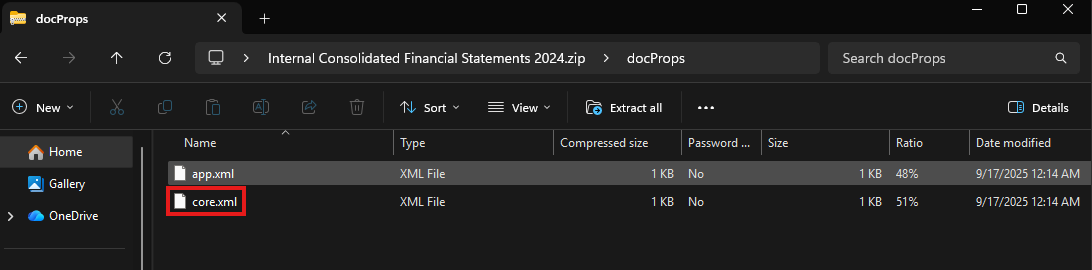 docProps
Internal Consolidated Financial Statements 2024.zip > docProps
Search docProps
New
Sort
View
Extract all
Details
Home
Gallery
OneDrive
Name Type Compressed size Password ... Size Ratio Date modified
app.xml XML File 1 KB No 1 KB 48% 9/17/2025 12:14 AM
core.xml XML File 1 KB No 1 KB 51% 9/17/2025 12:14 AM